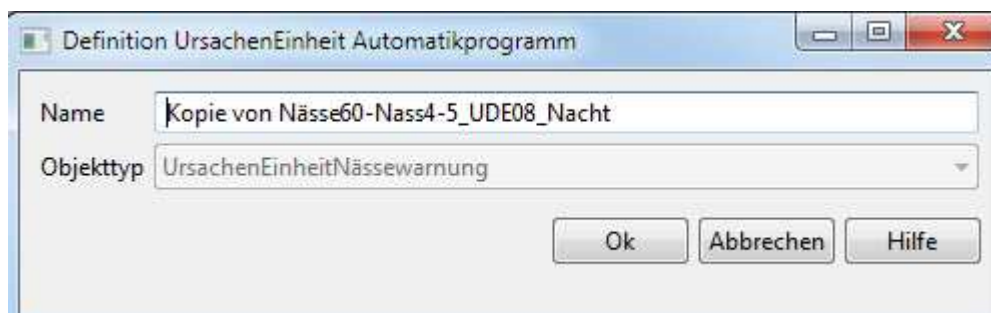 Definition UrsachenEinheit Automatikprogramm
Name Kopie von Nässe60-Nass4-5_UDE08_Nacht
Objekttyp UrsachenEinheitNässewarnung
Ok Abbrechen Hilfe